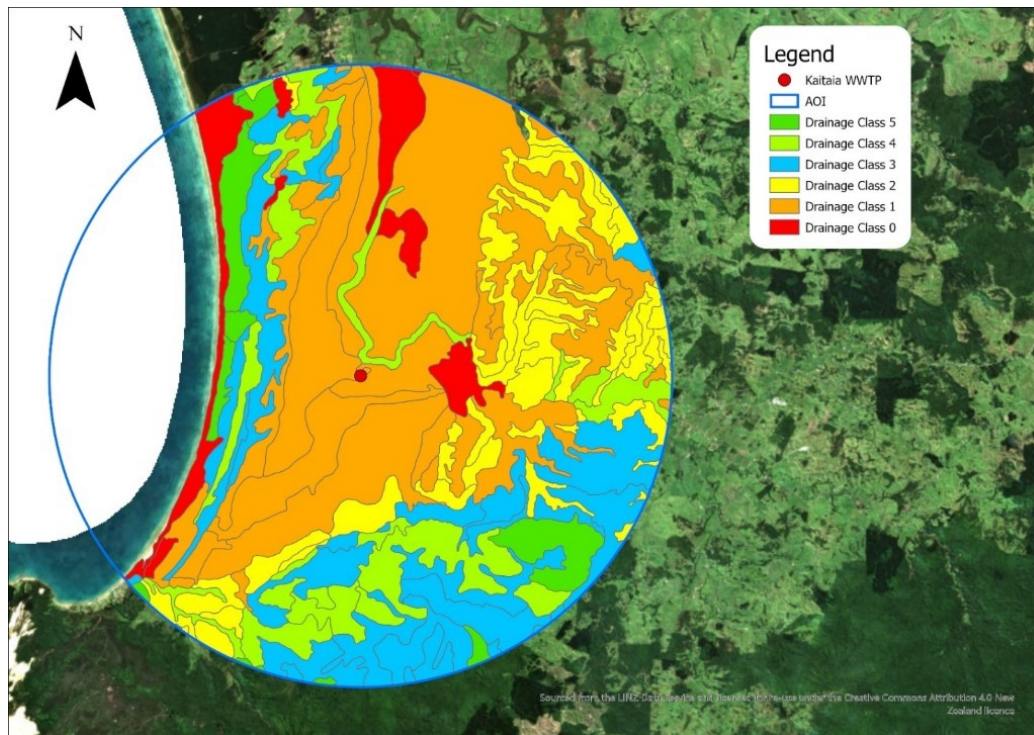 N
Legend
Kaitaia WWTP
AOI
Drainage Class 5
Drainage Class 4
Drainage Class 3
Drainage Class 2
Drainage Class 1
Drainage Class 0
Sourced from the LINZ Data Service and licensed for re-use under the Creative Commons Attribution 4.0 New
Zealand licence